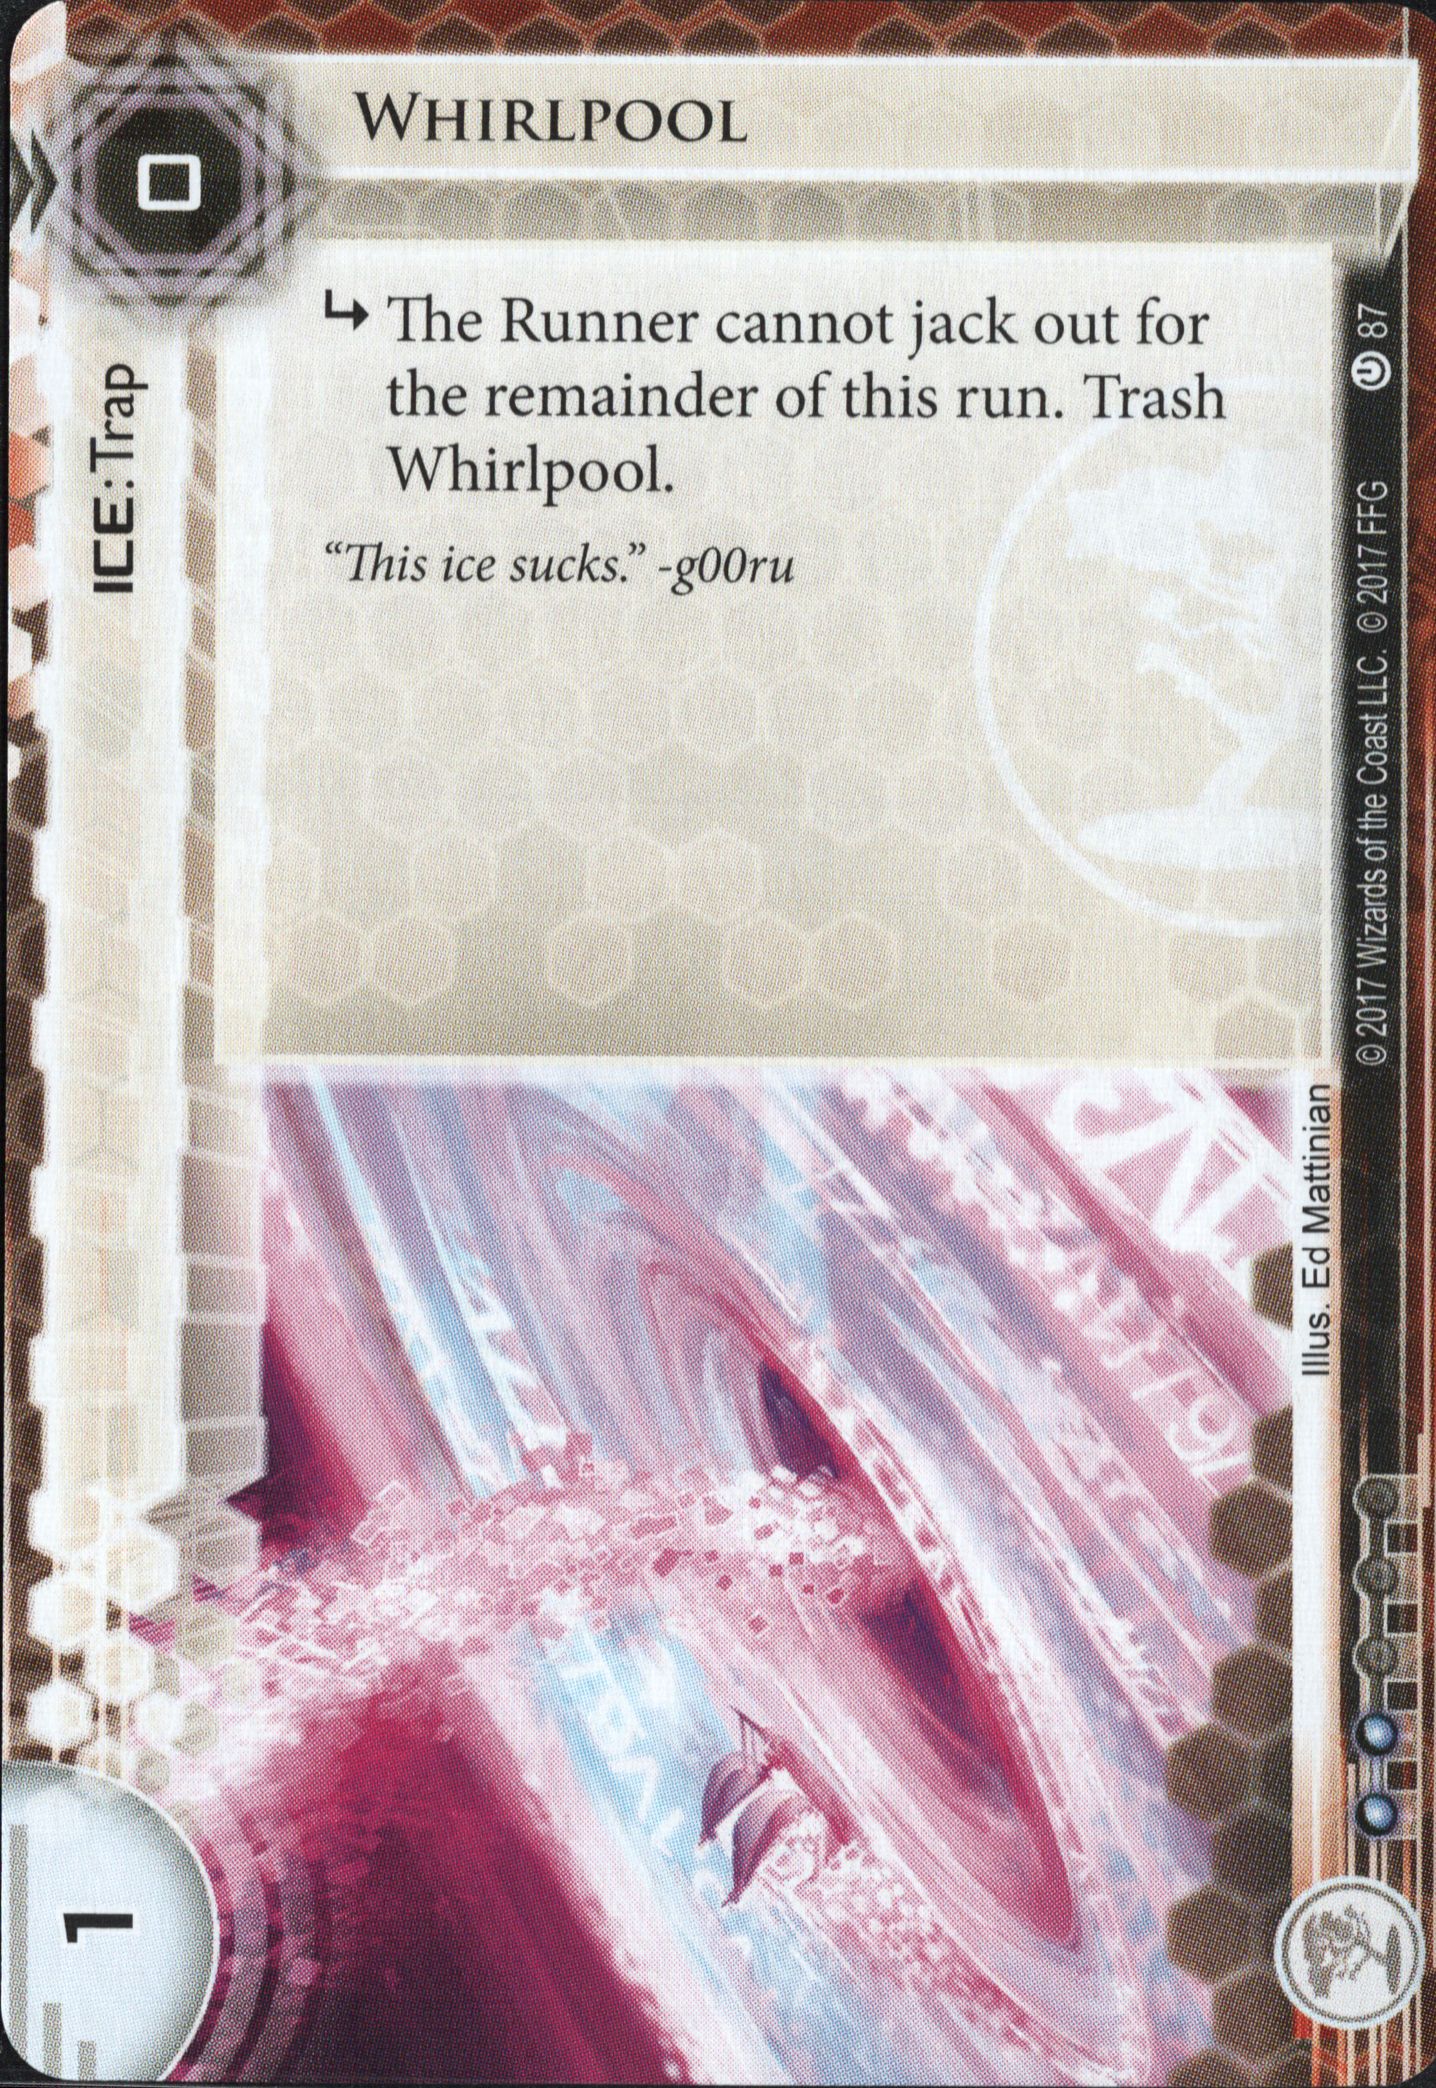 WHIRLPOOL
0
ICE: Trap
↳ The Runner cannot jack out for
the remainder of this run. Trash
Whirlpool.
“This ice sucks.” -g00ru
1
Illus. Ed Mattinian
© 2017 Wizards of the Coast LLC. © 2017 FFG
87